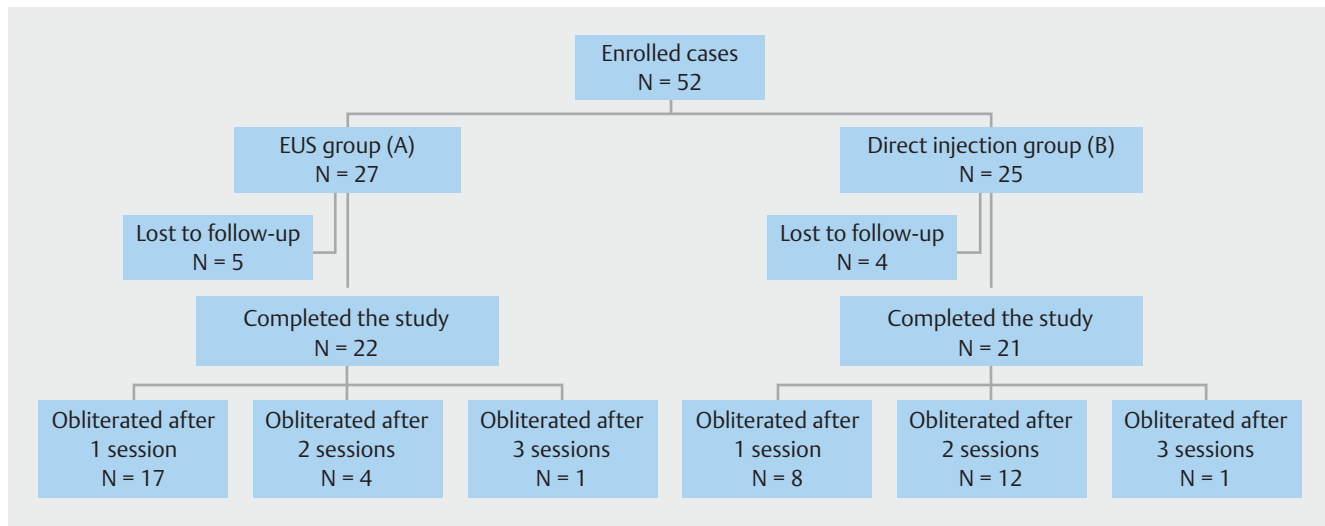 Enrolled cases
N = 52
EUS group (A)
N = 27
Direct injection group (B)
N = 25
Lost to follow-up
N = 5
Lost to follow-up
N = 4
Completed the study
N = 22
Completed the study
N = 21
Obliterated after
1 session
N = 17
Obliterated after
2 sessions
N = 4
Obliterated after
3 sessions
N = 1
Obliterated after
1 session
N = 8
Obliterated after
2 sessions
N = 12
Obliterated after
3 sessions
N = 1